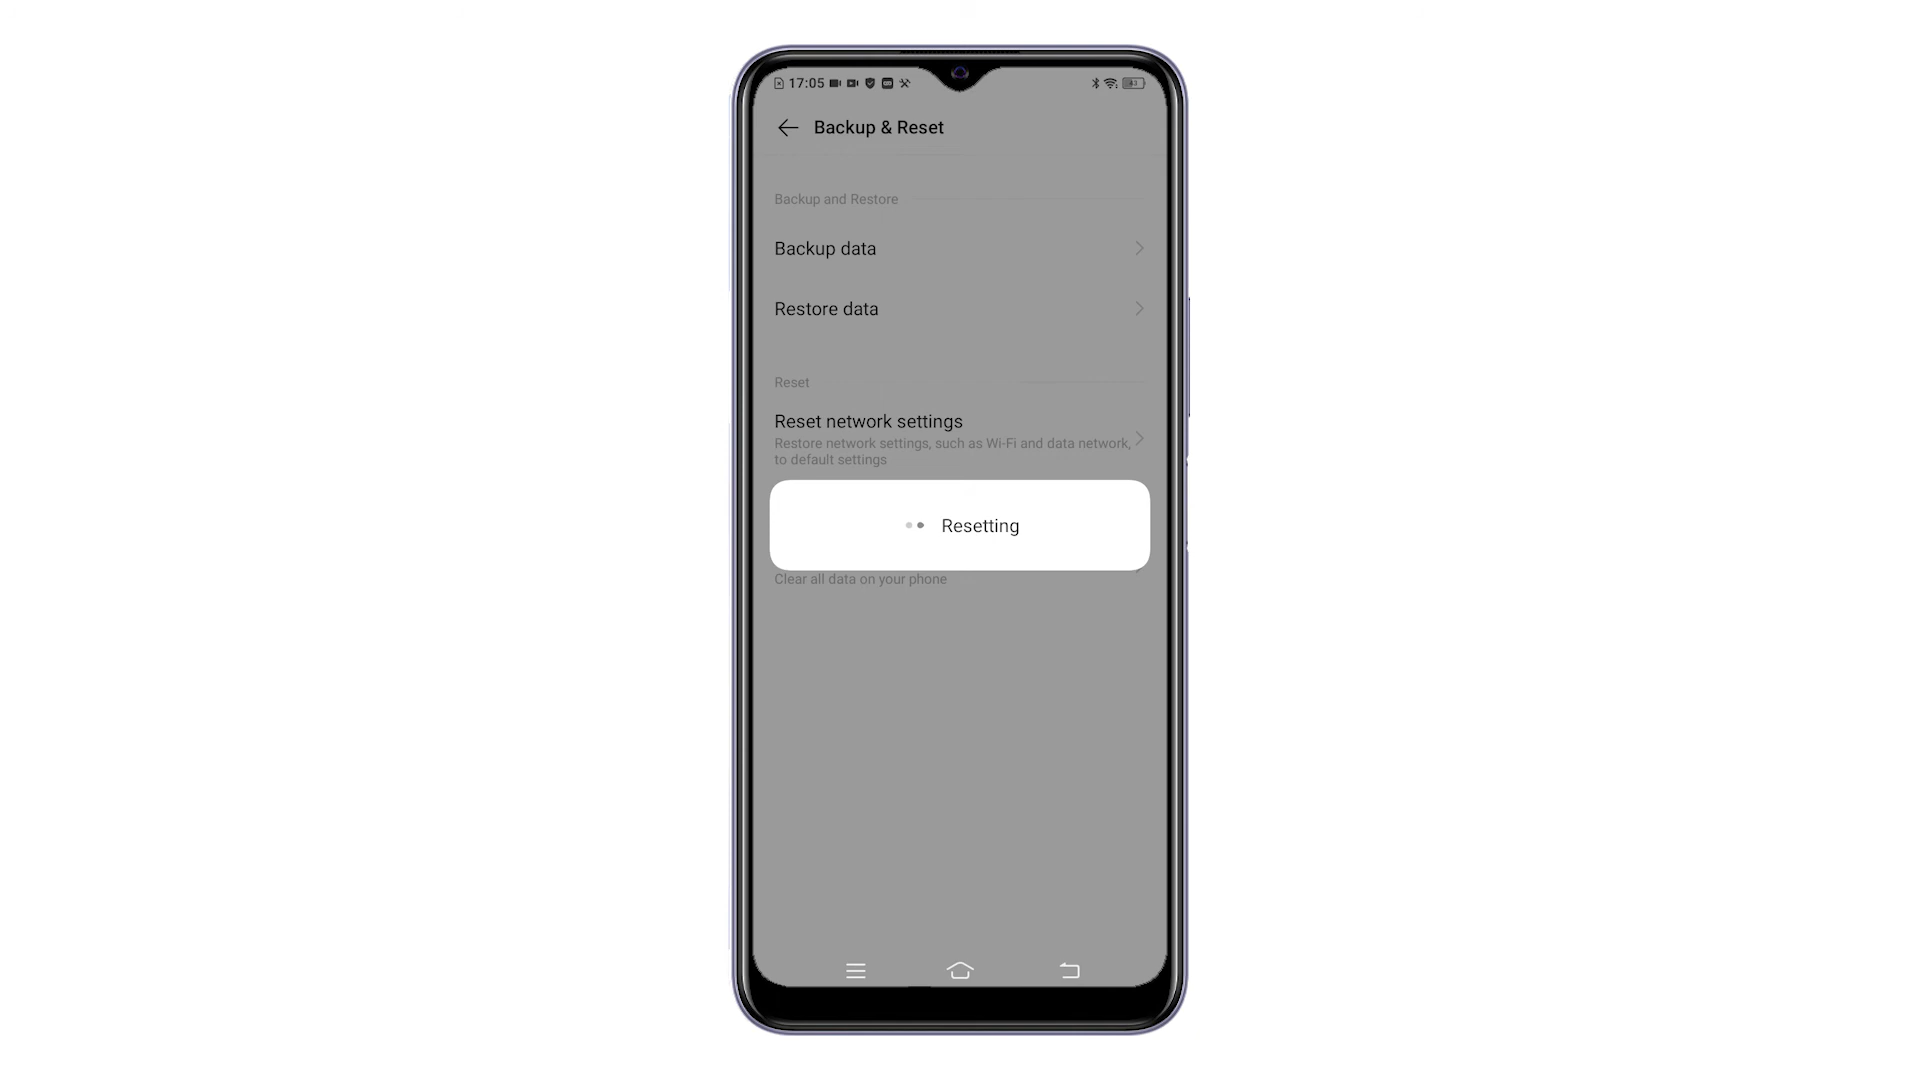 17:05
Backup & Reset
Backup and Restore
Backup data
Restore data
Reset
Reset network settings
Restore network settings, such as Wi-Fi and data network,
to default settings
Resetting
Clear all data on your phone